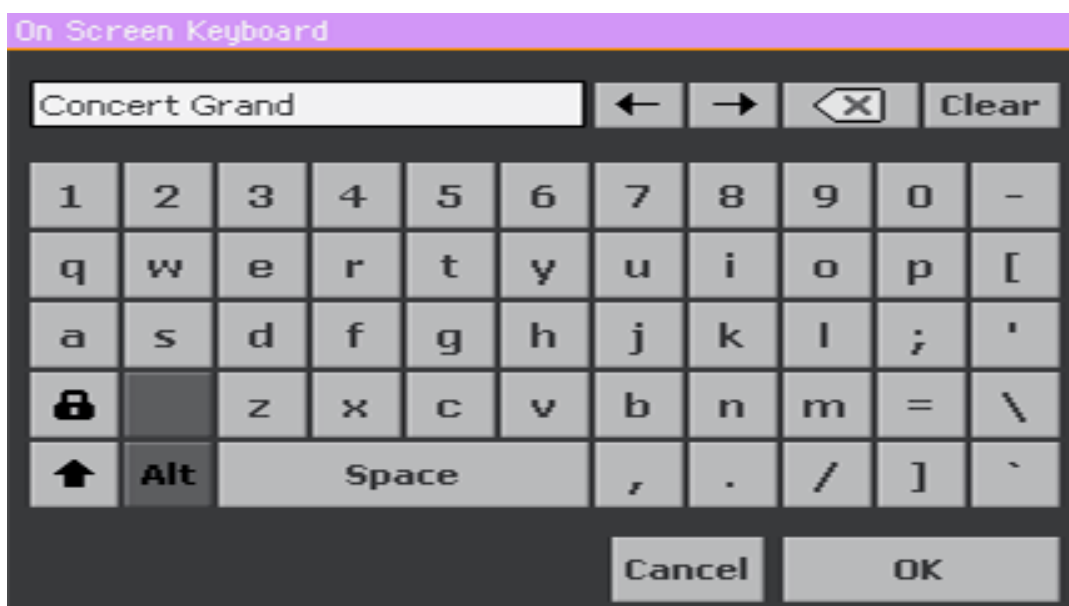 On Screen Keyboard
Concert Grand Clear
1 2 3 4 5 6 7 8 9 0 -
q w e r t y u i o p [
a s d f g h j k l ; '
z x c v b n m = \
Alt Space , . / ] `
Cancel OK